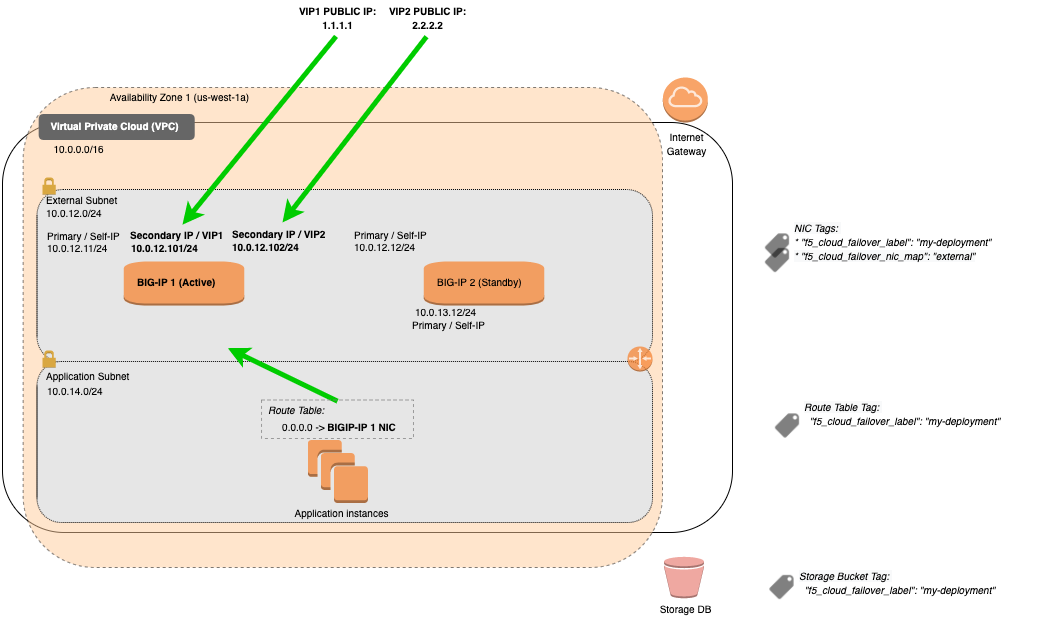 VIP1 PUBLIC IP:
1.1.1.1
VIP2 PUBLIC IP:
2.2.2.2
Availability Zone 1 (us-west-1a)
Virtual Private Cloud (VPC)
10.0.0.0/16
Internet
Gateway
External Subnet
10.0.12.0/24
Primary / Self-IP
10.0.12.11/24
Secondary IP / VIP1
10.0.12.101/24
Secondary IP / VIP2
10.0.12.102/24
Primary / Self-IP
10.0.12.12/24
BIG-IP 1 (Active)
BIG-IP 2 (Standby)
10.0.13.12/24
Primary / Self-IP
NIC Tags:
* "f5_cloud_failover_label": "my-deployment"
* "f5_cloud_failover_nic_map": "external"
Application Subnet
10.0.14.0/24
Route Table:
0.0.0.0 -> BIGIP-IP 1 NIC
Application instances
Route Table Tag:
"f5_cloud_failover_label": "my-deployment"
Storage DB
Storage Bucket Tag:
"f5_cloud_failover_label": "my-deployment"